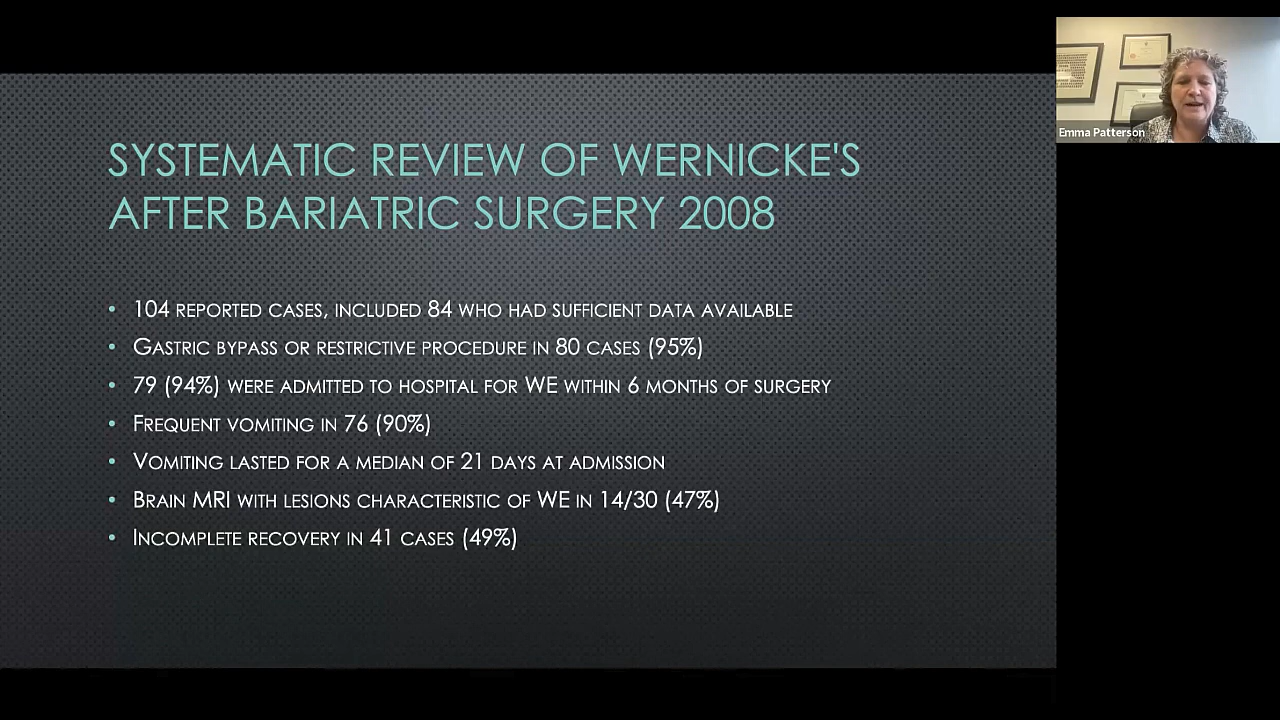 SYSTEMATIC REVIEW OF WERNICKE'S
AFTER BARIATRIC SURGERY 2008
• 104 REPORTED CASES, INCLUDED 84 WHO HAD SUFFICIENT DATA AVAILABLE
• GASTRIC BYPASS OR RESTRICTIVE PROCEDURE IN 80 CASES (95%)
• 79 (94%) WERE ADMITTED TO HOSPITAL FOR WE WITHIN 6 MONTHS OF SURGERY
• FREQUENT VOMITING IN 76 (90%)
• VOMITING LASTED FOR A MEDIAN OF 21 DAYS AT ADMISSION
• BRAIN MRI WITH LESIONS CHARACTERISTIC OF WE IN 14/30 (47%)
• INCOMPLETE RECOVERY IN 41 CASES (49%)
Emma Patterson